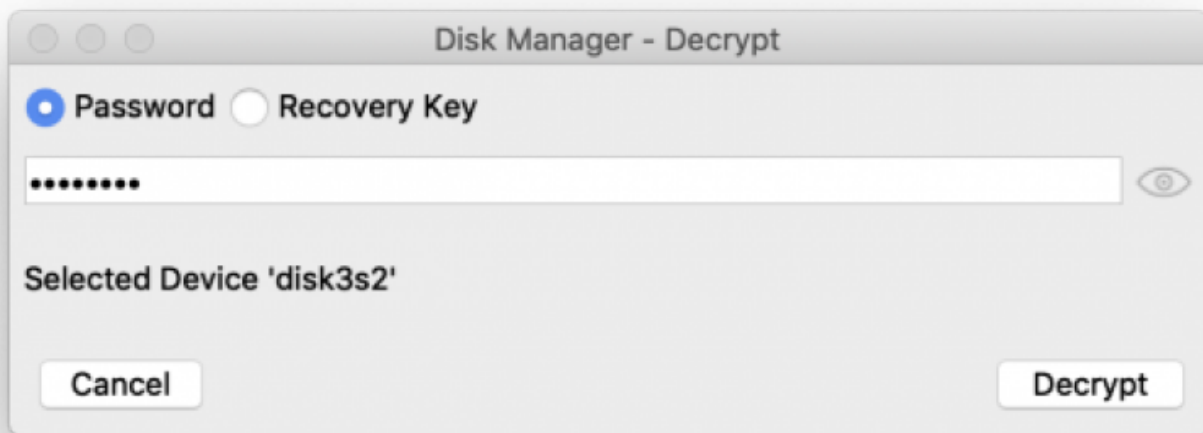 Disk Manager - Decrypt
Password Recovery Key
••••••••
Selected Device 'disk3s2'
Cancel Decrypt